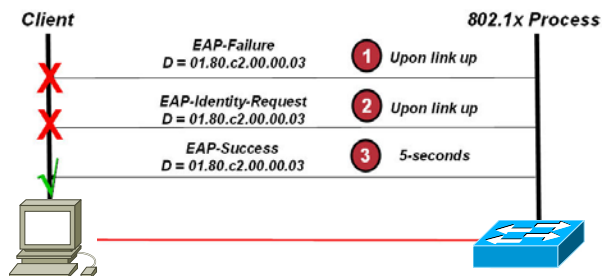 Client
802.1x Process
EAP-Failure
D = 01.80.c2.00.00.03
1
Upon link up
EAP-Identity-Request
D = 01.80.c2.00.00.03
2
Upon link up
EAP-Success
D = 01.80.c2.00.00.03
3
5-seconds